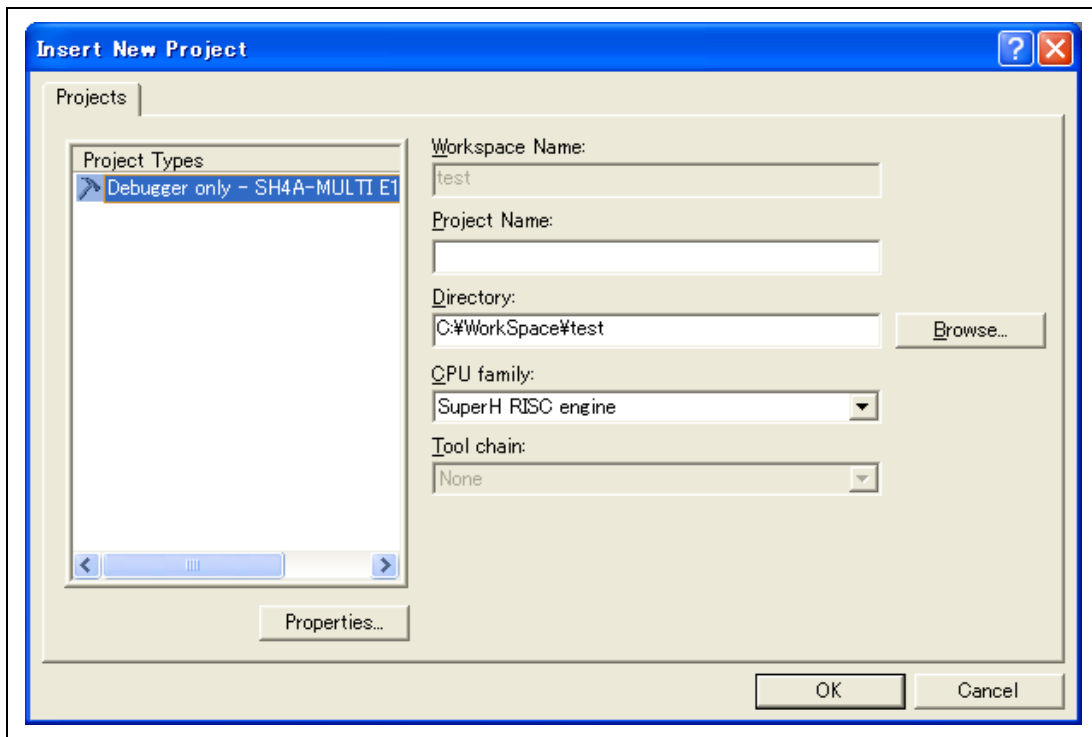 Insert New Project
Projects
Project Types
Debugger only - SH4A-MULTI E1
Workspace Name:
test
Project Name:
Directory:
C:¥WorkSpace¥test
Browse...
CPU family:
SuperH RISC engine
Tool chain:
None
Properties...
OK
Cancel